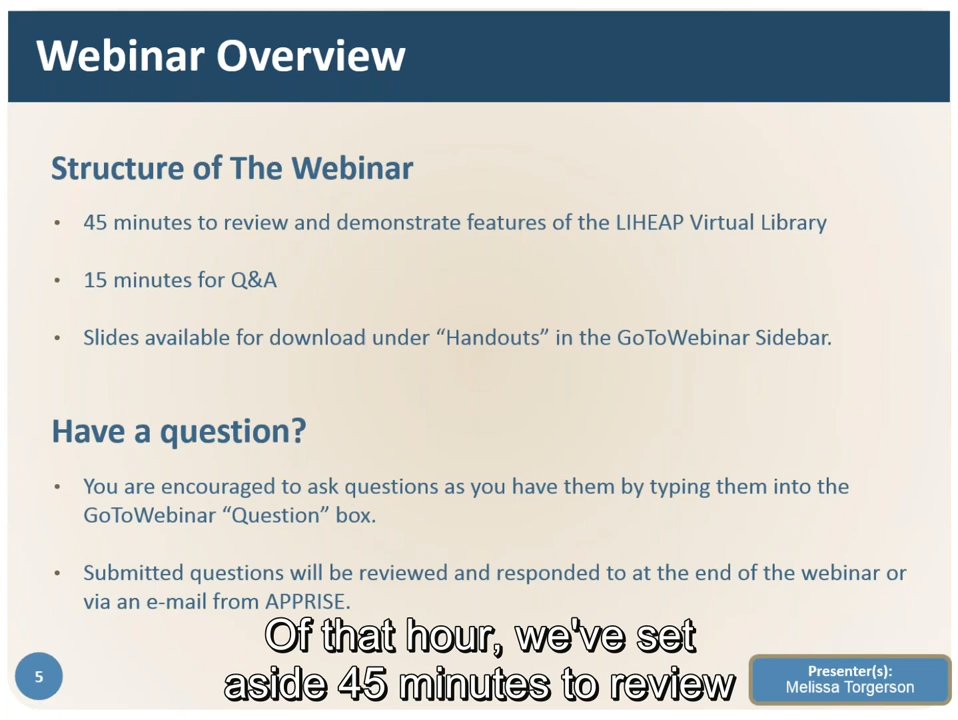 Webinar Overview
Structure of The Webinar
• 45 minutes to review and demonstrate features of the LIHEAP Virtual Library
• 15 minutes for Q&A
• Slides available for download under “Handouts” in the GoToWebinar Sidebar.
Have a question?
• You are encouraged to ask questions as you have them by typing them into the
GoToWebinar “Question” box.
• Submitted questions will be reviewed and responded to at the end of the webinar or
via an e-mail from APPRISE.
Of that hour, we've set
aside 45 minutes to review
5
Presenter(s):
Melissa Torgerson